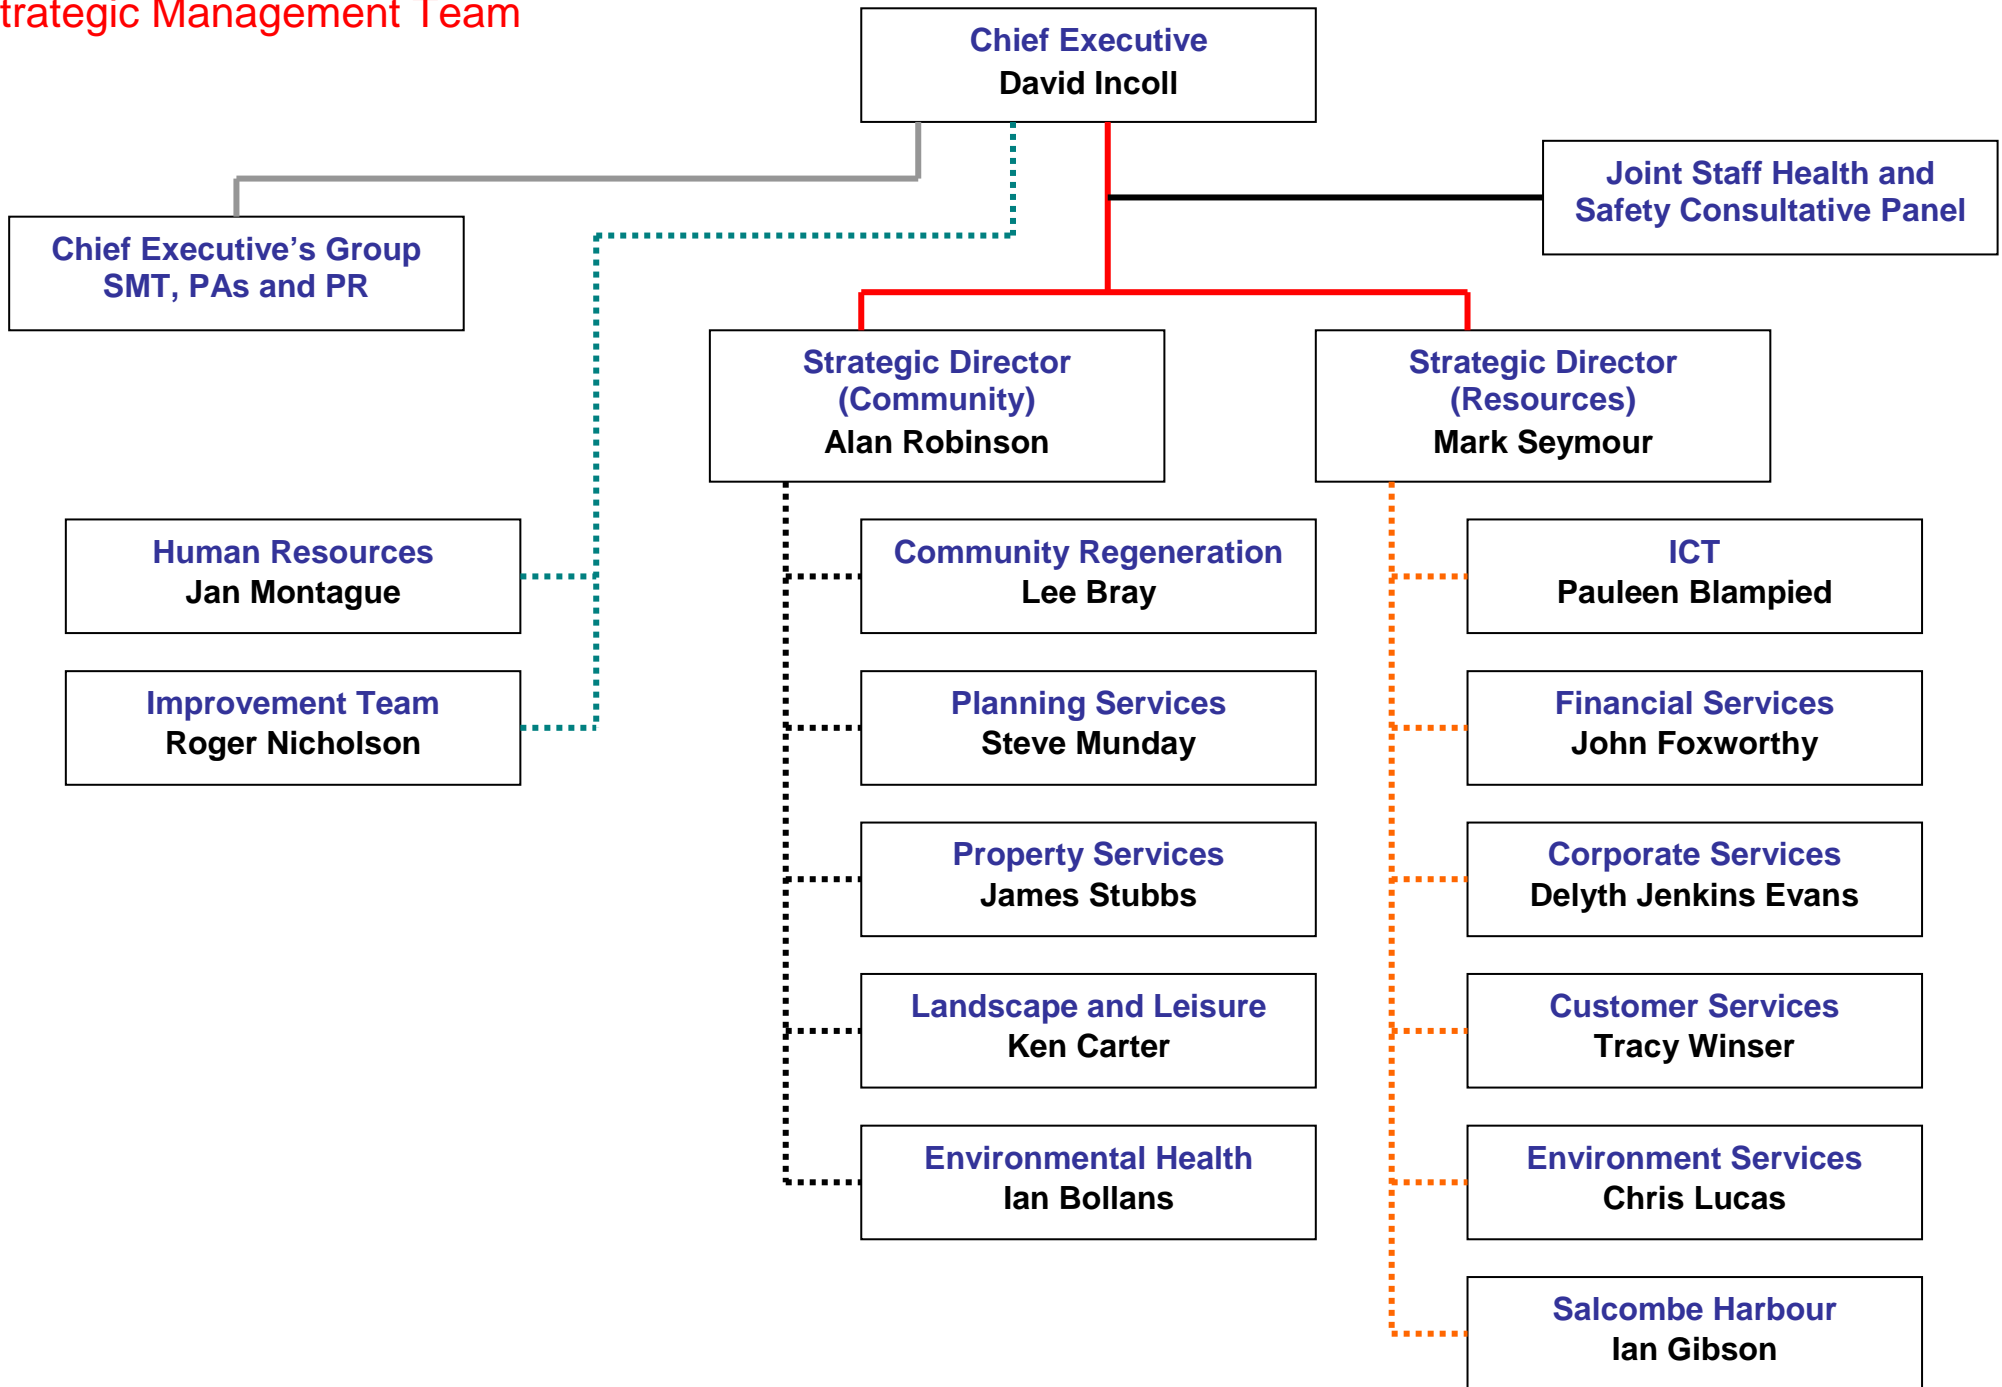 trategic Management Team
Chief Executive
David Incoll
Joint Staff Health and
Safety Consultative Panel
Chief Executive’s Group
SMT, PAs and PR
Strategic Director
(Community)
Alan Robinson
Strategic Director
(Resources)
Mark Seymour
Human Resources
Jan Montague
Community Regeneration
Lee Bray
ICT
Pauleen Blampied
Improvement Team
Roger Nicholson
Planning Services
Steve Munday
Financial Services
John Foxworthy
Property Services
James Stubbs
Corporate Services
Delyth Jenkins Evans
Landscape and Leisure
Ken Carter
Customer Services
Tracy Winser
Environmental Health
Ian Bollans
Environment Services
Chris Lucas
Salcombe Harbour
Ian Gibson